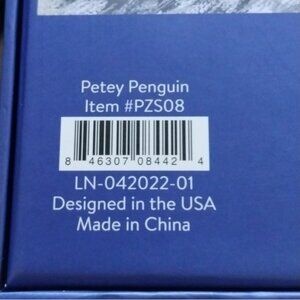 Petey Penguin
Item #PZS08
8 46307 08442 4
LN-042022-01
Designed in the USA
Made in China